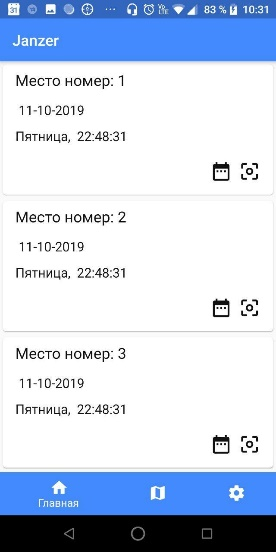 31 83 % 10:31
Janzer
Место номер: 1
11-10-2019
Пятница, 22:48:31
Место номер: 2
11-10-2019
Пятница, 22:48:31
Место номер: 3
11-10-2019
Пятница, 22:48:31
Главная